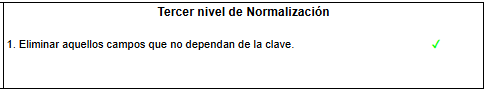 Tercer nivel de Normalización
1. Eliminar aquellos campos que no dependan de la clave. ✓